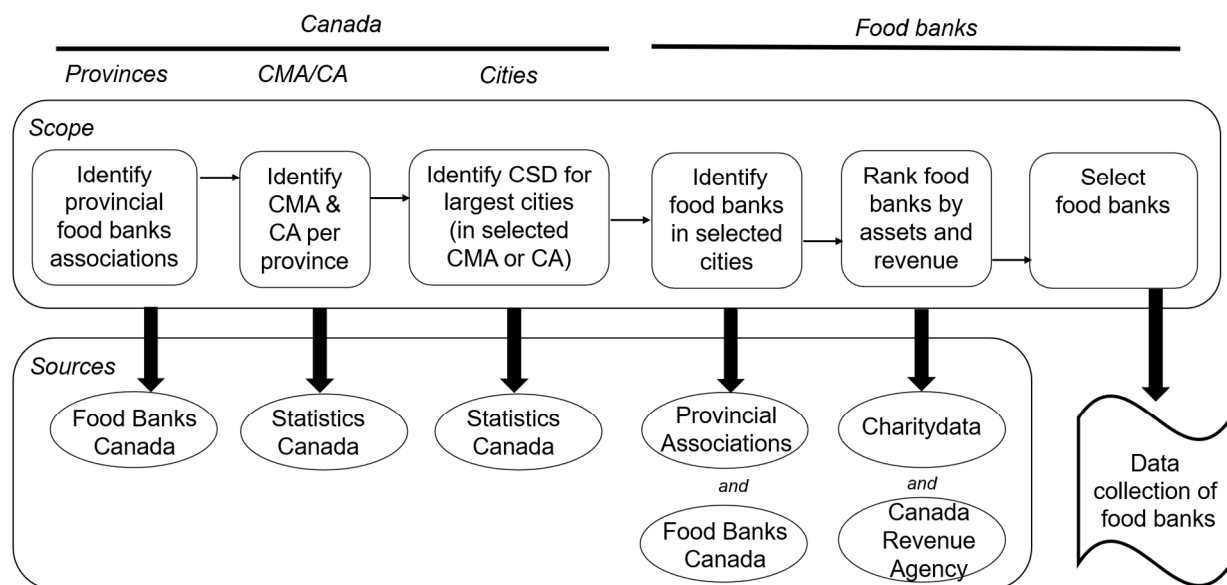 Canada
Food banks
Provinces
CMA/CA
Cities
Scope
Identify
provincial
food banks
associations
Identify
CMA &
CA per
province
Identify CSD for
largest cities
(in selected
CMA or CA)
Identify
food banks
in selected
cities
Rank food
banks by
assets and
revenue
Select
food banks
Sources
Food Banks
Canada
Statistics
Canada
Statistics
Canada
Provincial
Associations
and
Food Banks
Canada
Charitydata
and
Canada
Revenue
Agency
Data
collection of
food banks